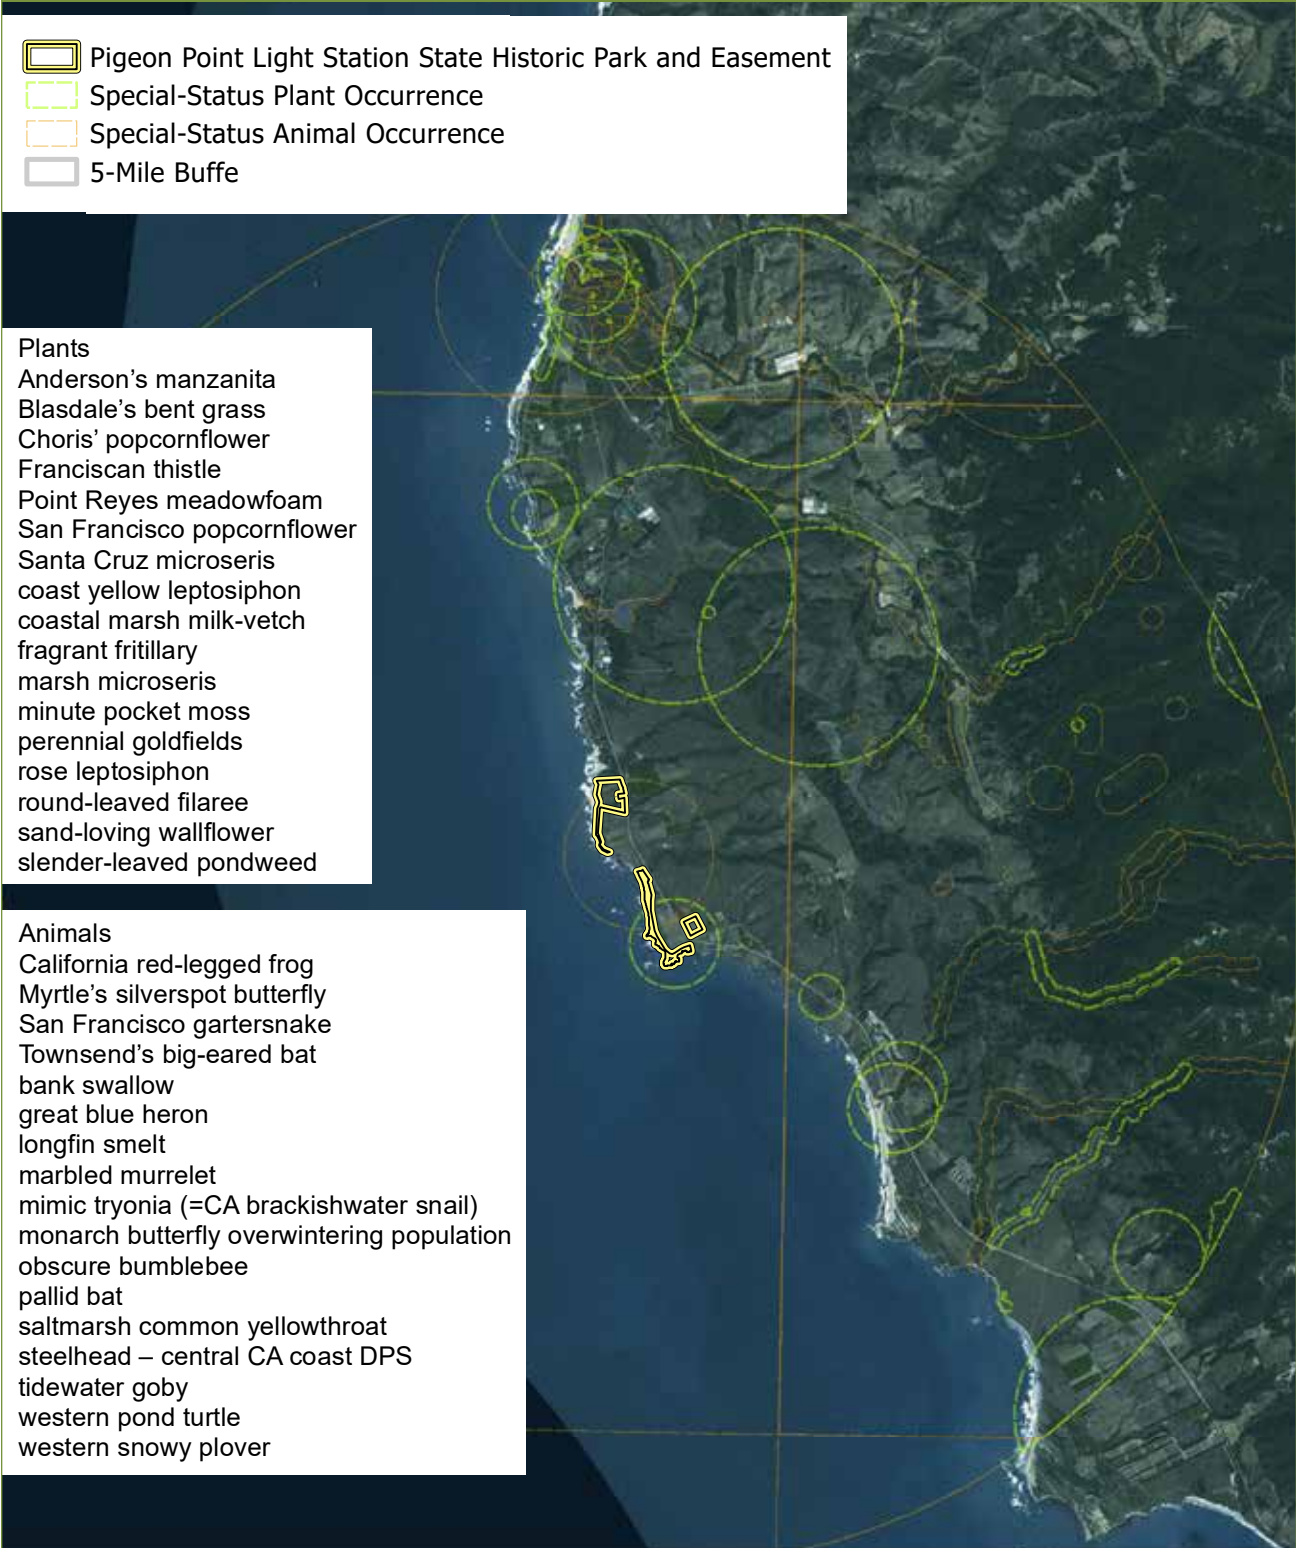 Pigeon Point Light Station State Historic Park and Easement
Special-Status Plant Occurrence
Special-Status Animal Occurrence
5-Mile Buffe
Plants
Anderson’s manzanita
Blasdale’s bent grass
Choris’ popcornflower
Franciscan thistle
Point Reyes meadowfoam
San Francisco popcornflower
Santa Cruz microseris
coast yellow leptosiphon
coastal marsh milk-vetch
fragrant fritillary
marsh microseris
minute pocket moss
perennial goldfields
rose leptosiphon
round-leaved filaree
sand-loving wallflower
slender-leaved pondweed
Animals
California red-legged frog
Myrtle’s silverspot butterfly
San Francisco gartersnake
Townsend’s big-eared bat
bank swallow
great blue heron
longfin smelt
marbled murrelet
mimic tryonia (=CA brackishwater snail)
monarch butterfly overwintering population
obscure bumblebee
pallid bat
saltmarsh common yellowthroat
steelhead – central CA coast DPS
tidewater goby
western pond turtle
western snowy plover